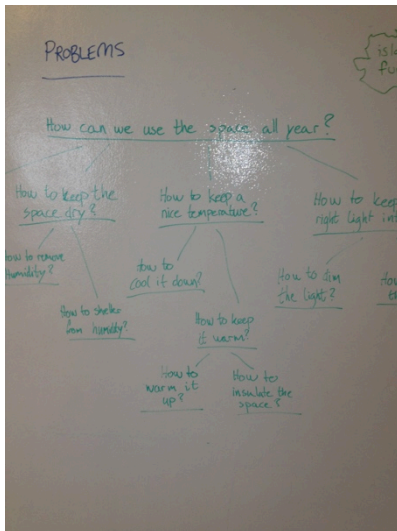 PROBLEMS
isla
fu
How can we use the space all year?
How to keep the
space dry?
How to keep a
nice temperature?
How to keep
right light int
How to remove
humidity?
How to
cool it down?
How to dim
the light?
How to shelter
from humidity?
How to keep
it warm?
How to
warm it
up?
How to
insulate the
space?